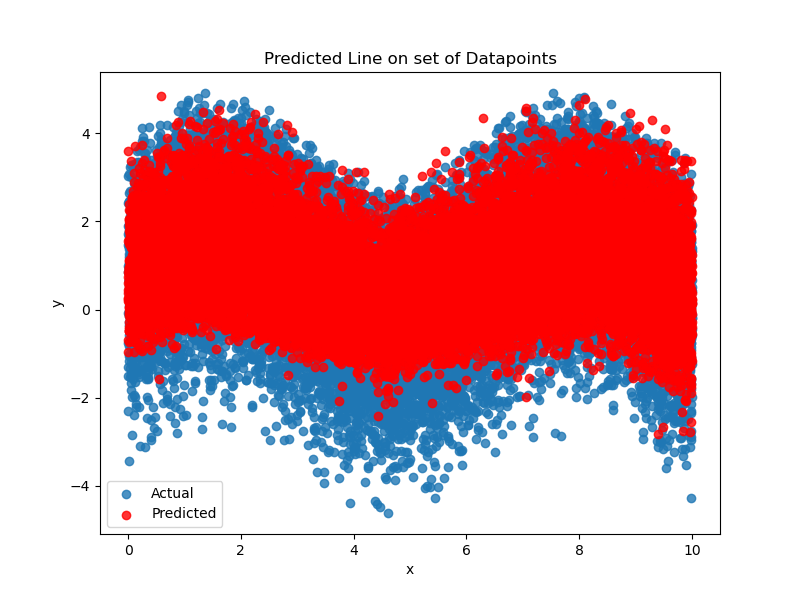 Predicted Line on set of Datapoints
y
4
2
0
−2
−4
Actual
Predicted
0 2 4 6 8 10
x